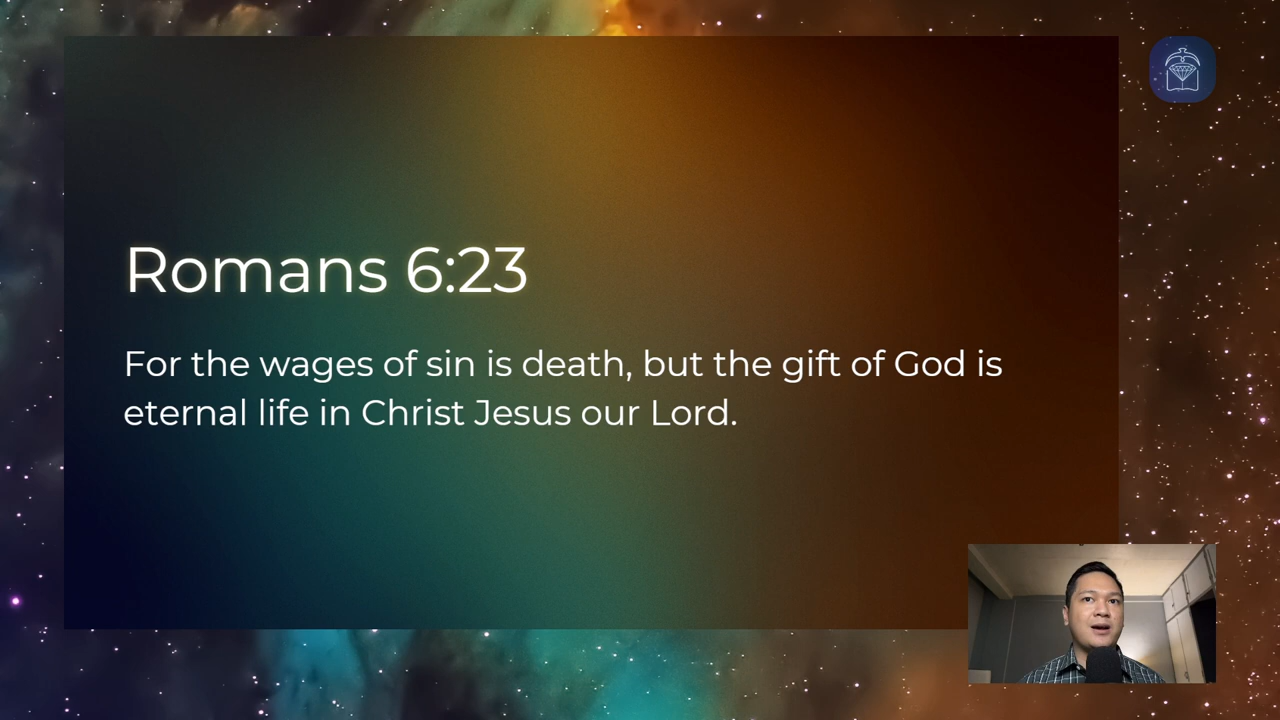 Romans 6:23
For the wages of sin is death, but the gift of God is
eternal life in Christ Jesus our Lord.